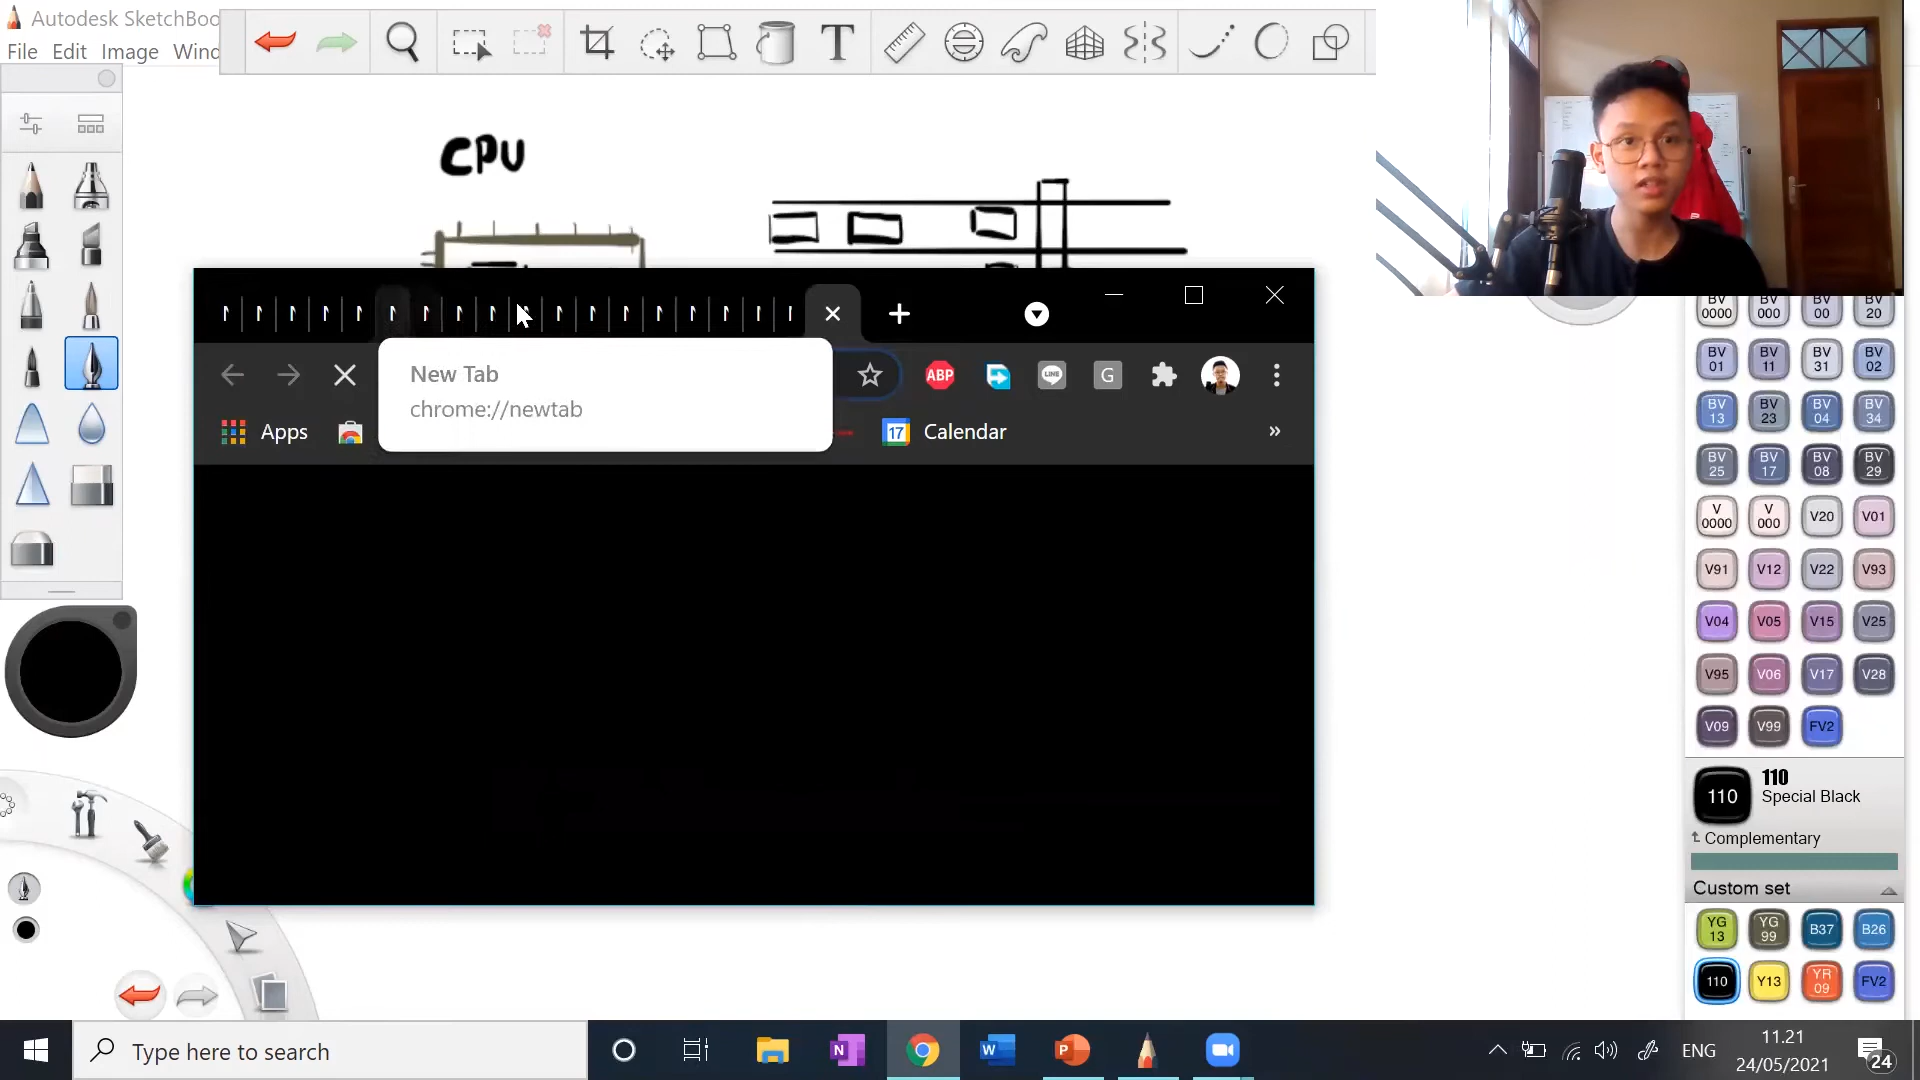 Autodesk SketchBoo
File Edit Image Wind
T
CPU
New Tab
chrome://newtab
ABP
LINE
G
Apps
17
Calendar
»
BV 0000
BV 000
BV 00
BV 20
BV 01
BV 11
BV 31
BV 02
BV 13
BV 23
BV 04
BV 34
BV 25
BV 17
BV 08
BV 29
V 0000
V 000
V20
V01
V91
V12
V22
V93
V04
V05
V15
V25
V95
V06
V17
V28
V09
V99
FV2
110
110
Special Black
Complementary
Custom set
YG 13
YG 99
B37
B26
110
Y13
YR 09
FV2
Type here to search
N
W
P
ENG
11.21
24/05/2021
24